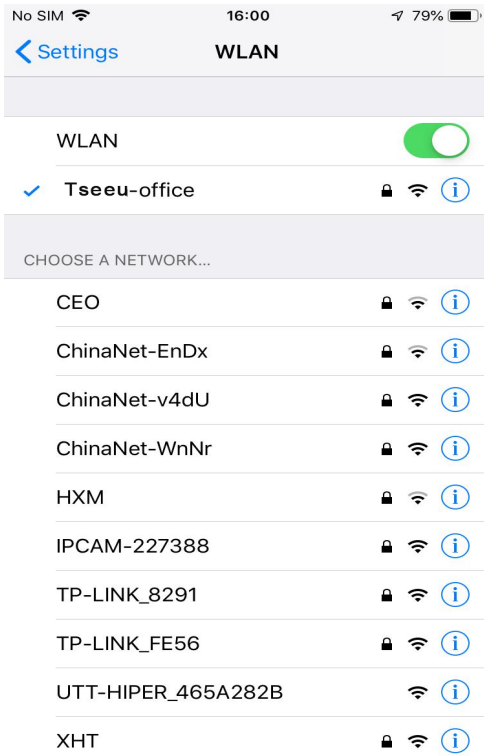 No SIM 16:00 79%
Settings WLAN
WLAN
Tseeu-office
CHOOSE A NETWORK...
CEO
ChinaNet-EnDx
ChinaNet-v4dU
ChinaNet-WnNr
HXM
IPCAM-227388
TP-LINK_8291
TP-LINK_FE56
UTT-HIPER_465A282B
XHT